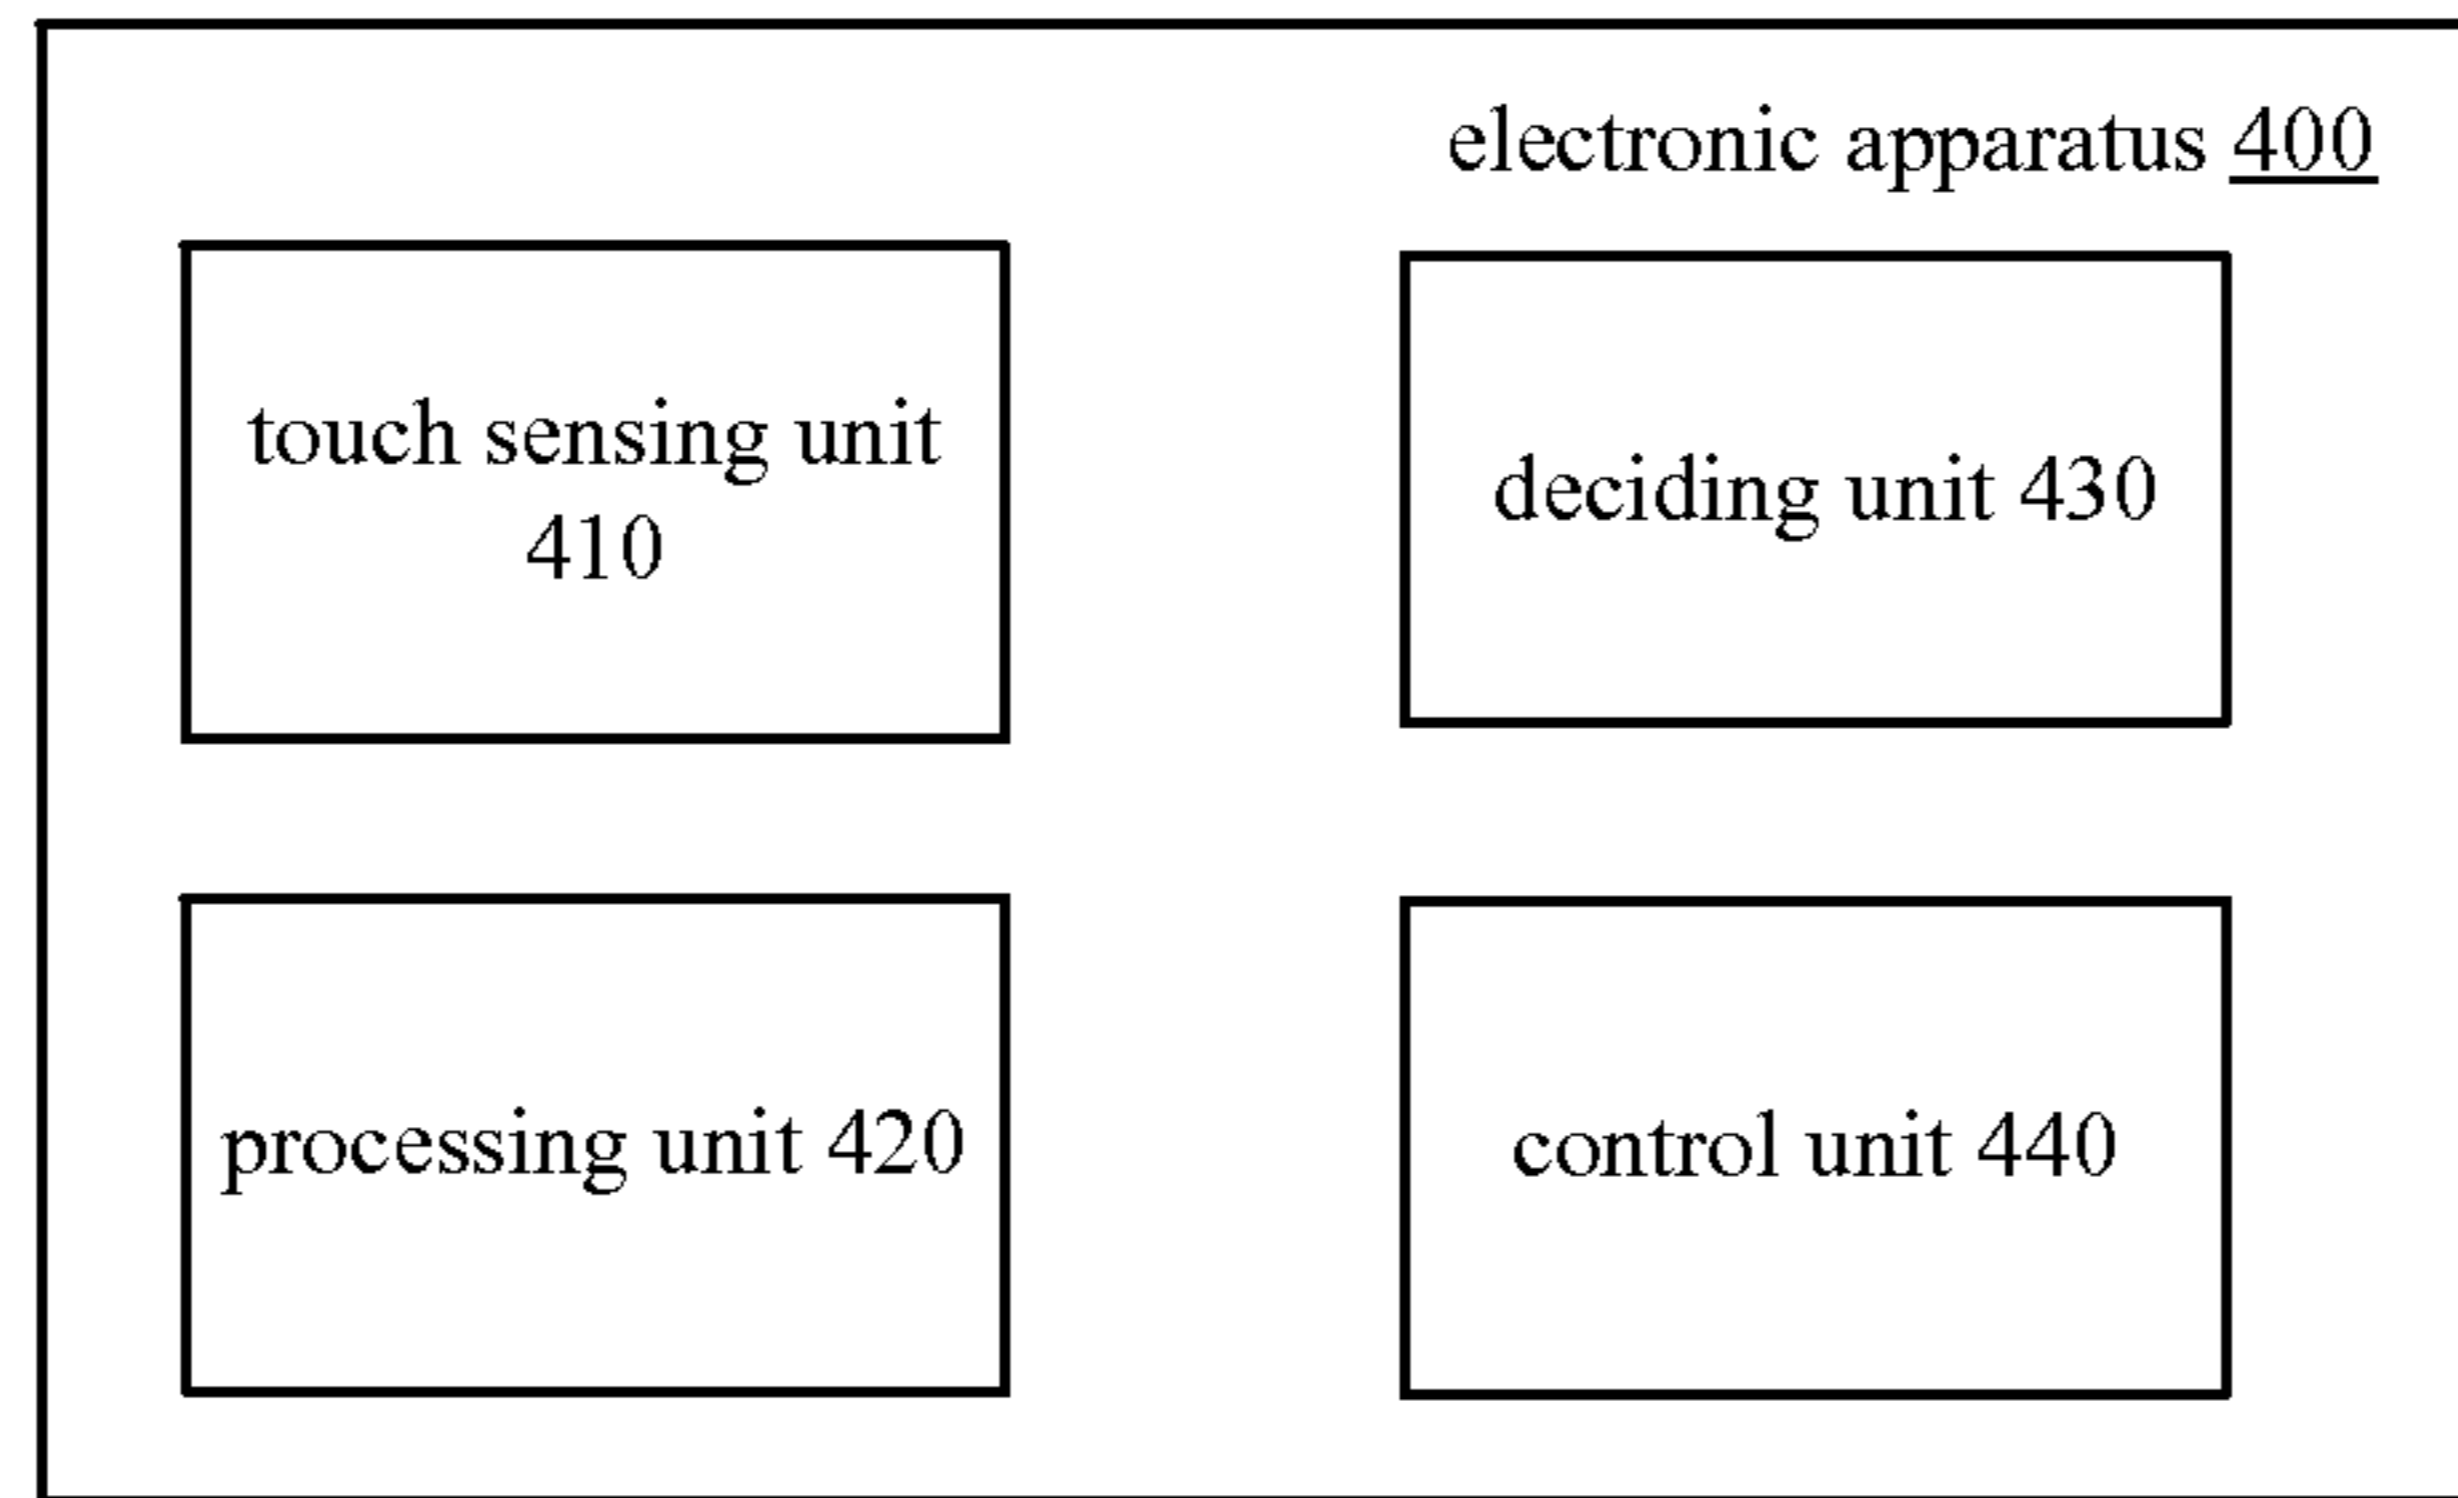 electronic apparatus 400
touch sensing unit
410
deciding unit 430
processing unit 420
control unit 440